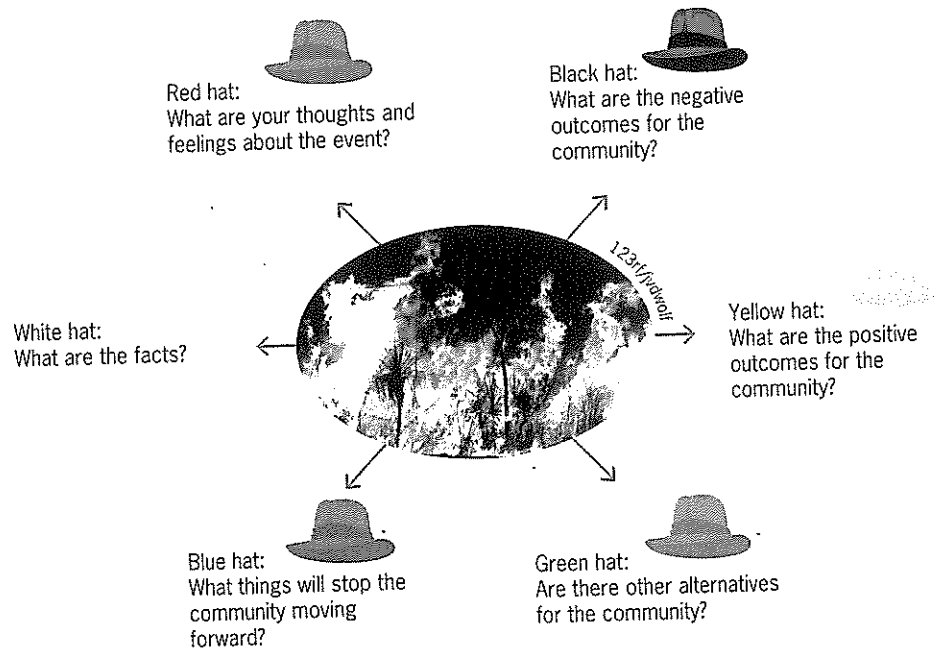 Red hat:
What are your thoughts and
feelings about the event?
Black hat:
What are the negative
outcomes for the
community?
123rf/jvdwolf
White hat:
What are the facts?
Yellow hat:
What are the positive
outcomes for the
community?
Blue hat:
What things will stop the
community moving
forward?
Green hat:
Are there other alternatives
for the community?